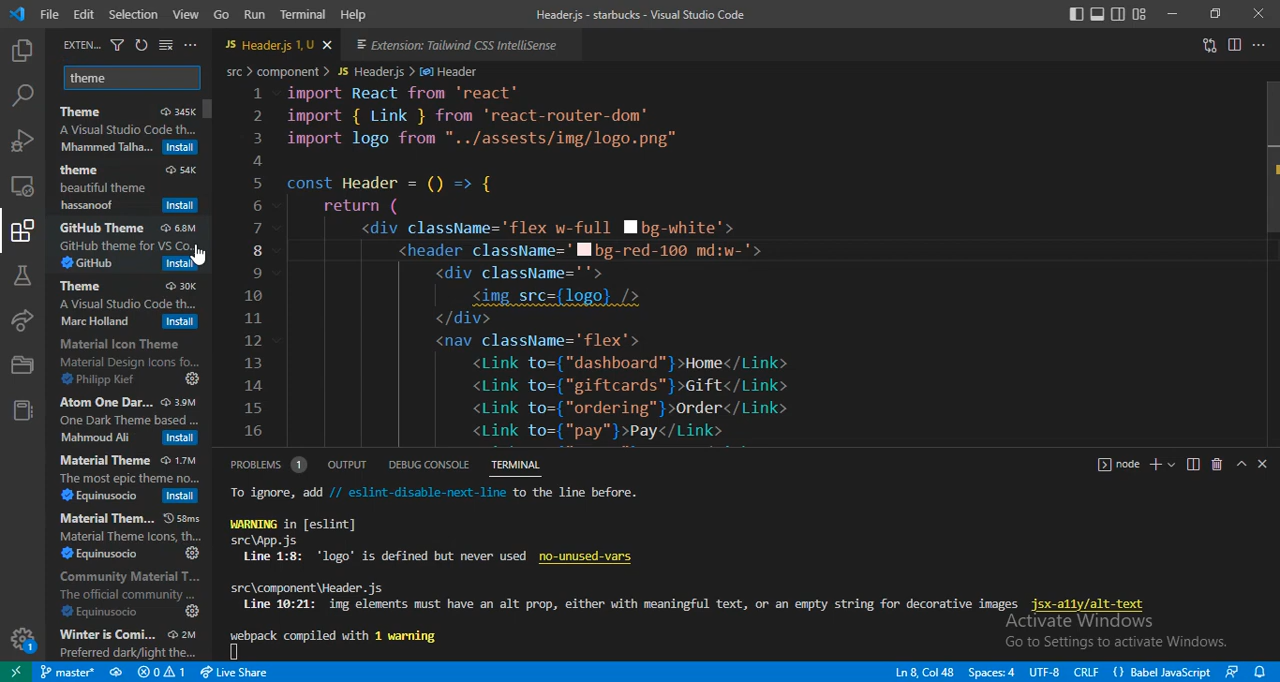 File Edit Selection View Go Run Terminal Help Header.js - starbucks - Visual Studio Code
EXTEN...
JS Header.js 1, U Extension: Tailwind CSS IntelliSense
theme
src > component > JS Header.js > Header
Theme 345K
A Visual Studio Code th...
Mhammed Talha... Install
theme 54K
beautiful theme
hassanoof Install
GitHub Theme 6.8M
GitHub theme for VS Co...
GitHub Install
Theme 30K
A Visual Studio Code th...
Marc Holland Install
Material Icon Theme
Material Design Icons fo...
Philipp Kief
Atom One Dar... 3.9M
One Dark Theme based ...
Mahmoud Ali Install
Material Theme 1.7M
The most epic theme no...
Equinusocio Install
Material Them... 58ms
Material Theme Icons, th...
Equinusocio
Community Material T...
The official community ...
Equinusocio
Winter is Comi... 2M
Preferred dark/light the...
1 import React from 'react'
2 import { Link } from 'react-router-dom'
3 import logo from "../assests/img/logo.png"
4
5 const Header = () => {
6 return (
7 <div className='flex w-full bg-white'>
8 <header className='bg-red-100 md:w-'>
9 <div className=''>
10 <img src={logo} />
11 </div>
12 <nav className='flex'>
13 <Link to={"dashboard"}>Home</Link>
14 <Link to={"giftcards"}>Gift</Link>
15 <Link to={"ordering"}>Order</Link>
16 <Link to={"pay"}>Pay</Link>
PROBLEMS 1 OUTPUT DEBUG CONSOLE TERMINAL node
To ignore, add // eslint-disable-next-line to the line before.
WARNING in [eslint]
src\App.js
Line 1:8: 'logo' is defined but never used no-unused-vars
src\component\Header.js
Line 10:21: img elements must have an alt prop, either with meaningful text, or an empty string for decorative images jsx-a11y/alt-text
webpack compiled with 1 warning
Activate Windows
Go to Settings to activate Windows.
1
master* 0 1 Live Share Ln 8, Col 48 Spaces: 4 UTF-8 CRLF {} Babel JavaScript